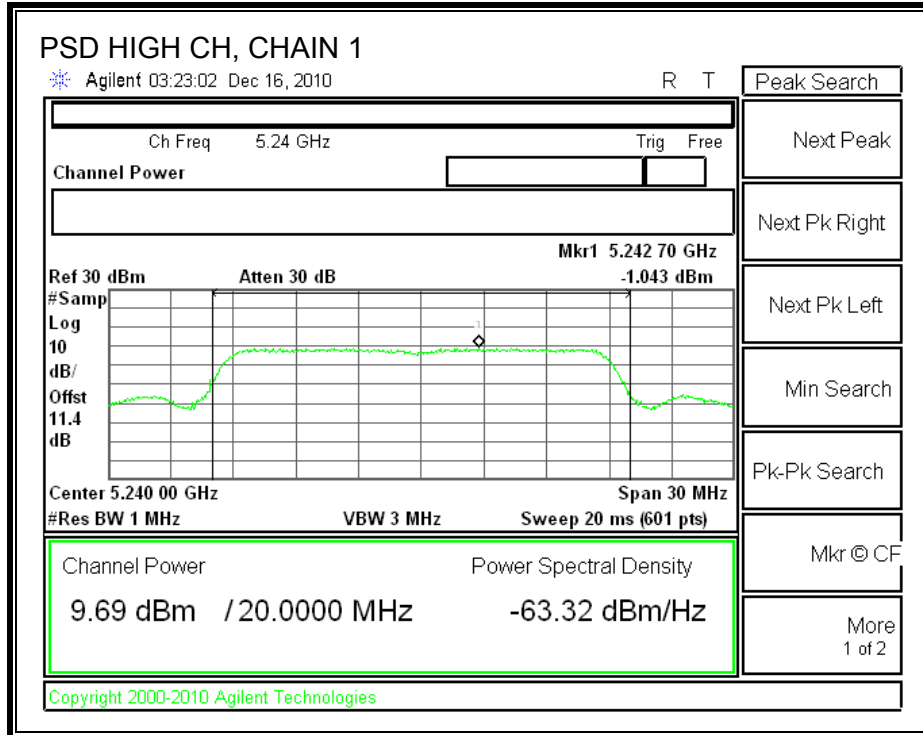 PSD HIGH CH, CHAIN 1
Agilent 03:23:02 Dec 16, 2010 R T
Peak Search
Ch Freq 5.24 GHz Trig Free
Channel Power
Next Peak
Next Pk Right
Mkr1 5.242 70 GHz
Ref 30 dBm Atten 30 dB -1.043 dBm
#Samp
Log
10
dB/
Offst
11.4
dB
1
Next Pk Left
Min Search
Pk-Pk Search
Center 5.240 00 GHz Span 30 MHz
#Res BW 1 MHz VBW 3 MHz Sweep 20 ms (601 pts)
Channel Power Power Spectral Density
9.69 dBm / 20.0000 MHz -63.32 dBm/Hz
Mkr © CF
More
1 of 2
Copyright 2000-2010 Agilent Technologies